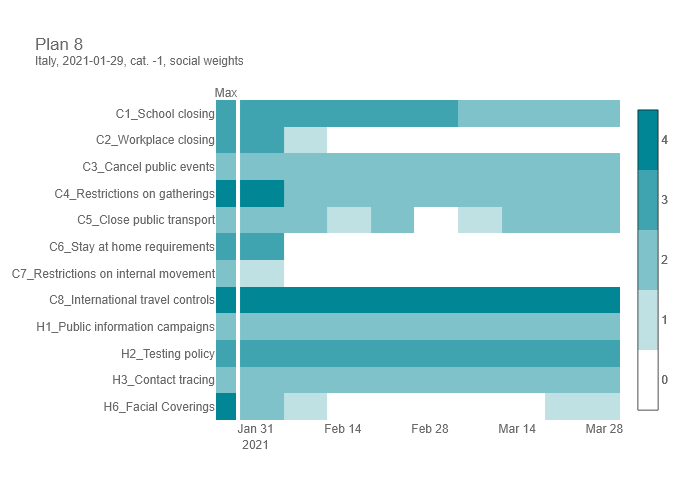 Plan 8
Italy, 2021-01-29, cat. -1, social weights
Max
C1_School closing
C2_Workplace closing
C3_Cancel public events
C4_Restrictions on gatherings
C5_Close public transport
C6_Stay at home requirements
C7_Restrictions on internal movement
C8_International travel controls
H1_Public information campaigns
H2_Testing policy
H3_Contact tracing
H6_Facial Coverings
Jan 31 Feb 14 Feb 28 Mar 14 Mar 28
2021
4
3
2
1
0